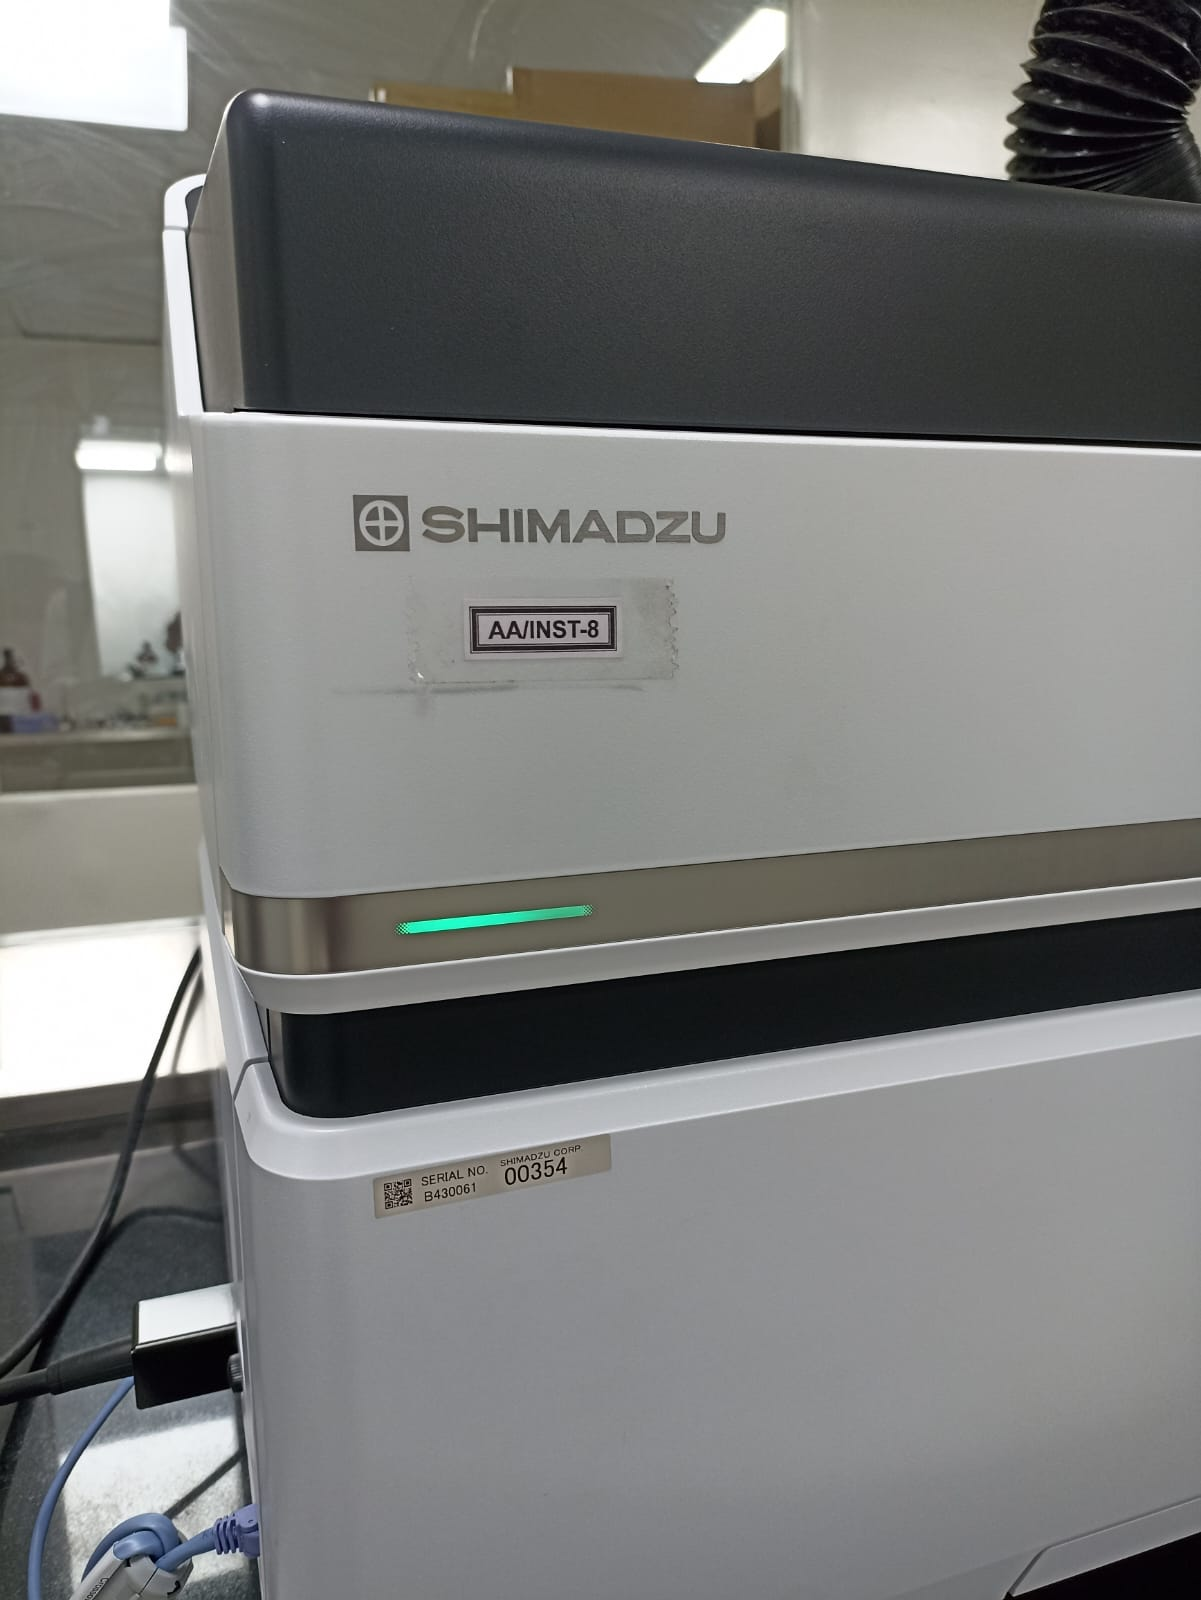 SHIMADZU
AA/INST-8
SHIMADZU CORP
SERIAL NO. 00354
B430061